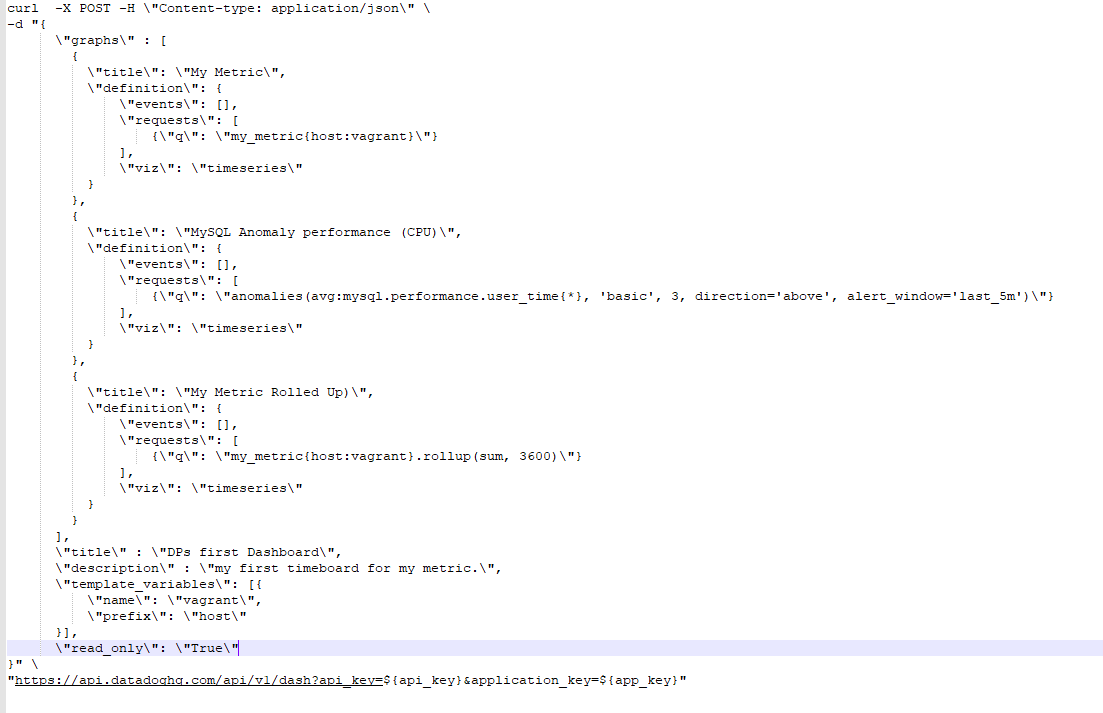 curl  -X POST -H \"Content-type: application/json\" \
-d "{
      \"graphs\" : [
        {
          \"title\": \"My Metric\",
          \"definition\": {
              \"events\": [],
              \"requests\": [
                  {\"q\": \"my_metric{host:vagrant}\"}
              ],
              \"viz\": \"timeseries\"
          }
        },
        {
          \"title\": \"MySQL Anomaly performance (CPU)\",
          \"definition\": {
              \"events\": [],
              \"requests\": [
                  {\"q\": \"anomalies(avg:mysql.performance.user_time{*}, 'basic', 3, direction='above', alert_window='last_5m')\"}
              ],
              \"viz\": \"timeseries\"
          }
        },
        {
          \"title\": \"My Metric Rolled Up)\",
          \"definition\": {
              \"events\": [],
              \"requests\": [
                  {\"q\": \"my_metric{host:vagrant}.rollup(sum, 3600)\"}
              ],
              \"viz\": \"timeseries\"
          }
        }
      ],
      \"title\" : \"DPs first Dashboard\",
      \"description\" : \"my first timeboard for my metric.\",
      \"template_variables\": [{
          \"name\": \"vagrant\",
          \"prefix\": \"host\"
      }],
      \"read_only\": \"True\"
}" \
"https://api.datadoghq.com/api/v1/dash?api_key=${api_key}&application_key=${app_key}"